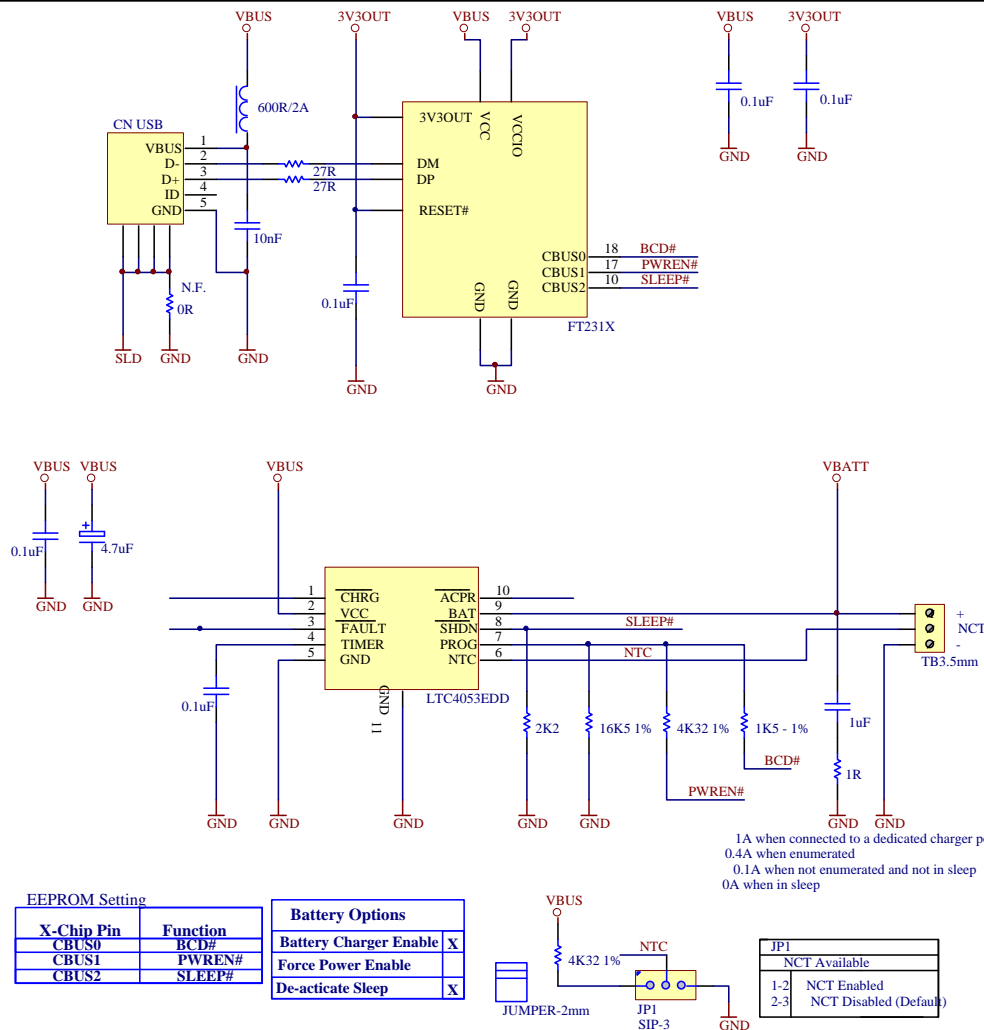 VBUS 3V3OUT VBUS VCCIO VBUS 3V3OUT
600R/2A
0.1uF 0.1uF
CN USB
3V3OUT VCC VCCIO
GND GND
VBUS 1
D- 2
D+ 3
ID 4
GND 5
27R
27R
DM
DP
RESET#
10nF
CBUS0 18 BCD#
CBUS1 17 PWREN#
CBUS2 10 SLEEP#
N.F.
0R
0.1uF
GND GND
FT231X
SLD GND GND GND GND
VBUS VBUS VBUS VBATT
0.1uF 4.7uF
+
GND GND
1 CHRG ACPR 10
2 VCC BAT 9
3 FAULT SHDN 8 SLEEP#
4 TIMER PROG 7
5 GND NTC 6 NTC
GND 11
LTC4053EDD
+
NCT
-
TB3.5mm
0.1uF
2K2 16K5 1% 4K32 1% 1K5 - 1% 1uF
BCD#
1R
PWREN#
GND GND GND GND GND GND GND
1A when connected to a dedicated charger p
0.4A when enumerated
0.1A when not enumerated and not in sleep
0A when in sleep
EEPROM Setting
X-Chip Pin Function
CBUS0 BCD#
CBUS1 PWREN#
CBUS2 SLEEP#
Battery Options
Battery Charger Enable X
Force Power Enable
De-acticate Sleep X
VBUS
4K32 1%
NTC
JUMPER-2mm
JP1
SIP-3
GND
JP1
NCT Available
1-2 NCT Enabled
2-3 NCT Disabled (Default)